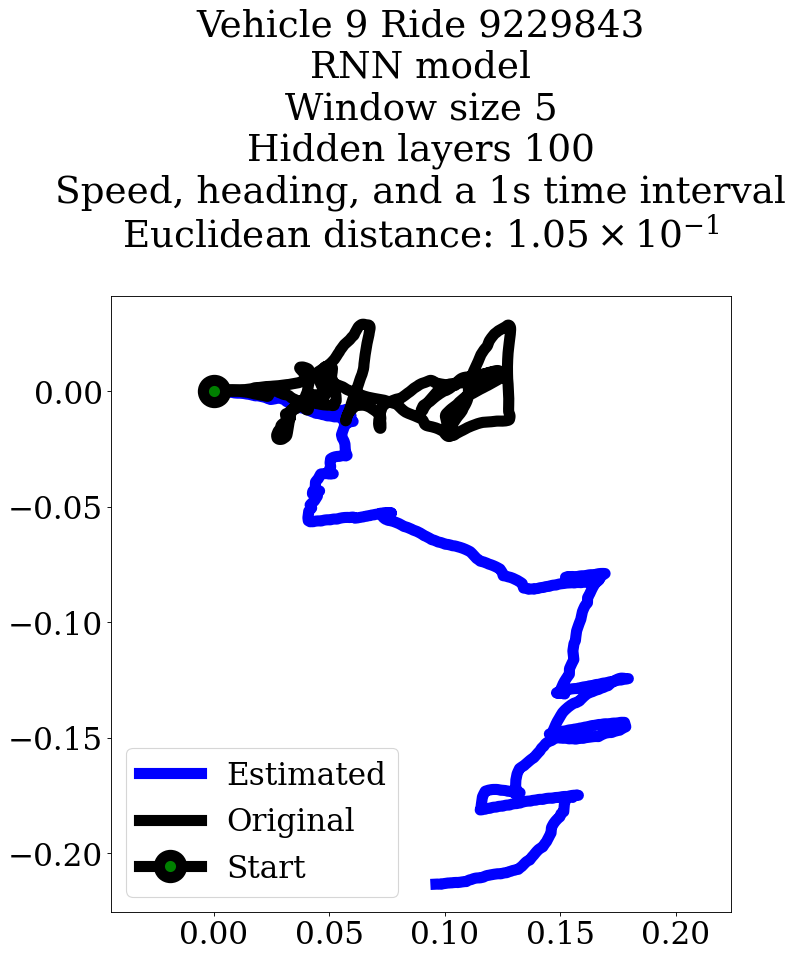 Vehicle 9 Ride 9229843
RNN model
Window size 5
Hidden layers 100
Speed, heading, and a 1s time interval
Euclidean distance: 1.05 × 10⁻¹
0.00
−0.05
−0.10
−0.15
−0.20
Estimated
Original
Start
0.00 0.05 0.10 0.15 0.20